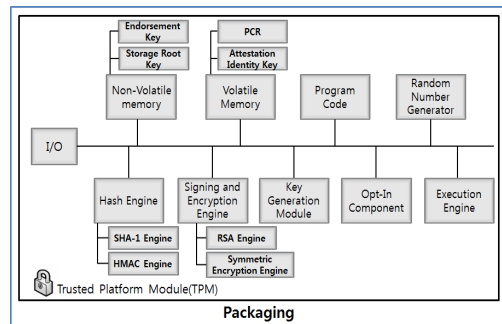 Endorsement
Key
Storage Root
Key
PCR
Attestation
Identity Key
Non-Volatile
memory
Volatile
Memory
Program
Code
Random
Number
Generator
I/O
Hash Engine
Signing and
Encryption
Engine
Key
Generation
Module
Opt-In
Component
Execution
Engine
SHA-1 Engine
HMAC Engine
RSA Engine
Symmetric
Encryption Engine
Trusted Platform Module(TPM)
Packaging